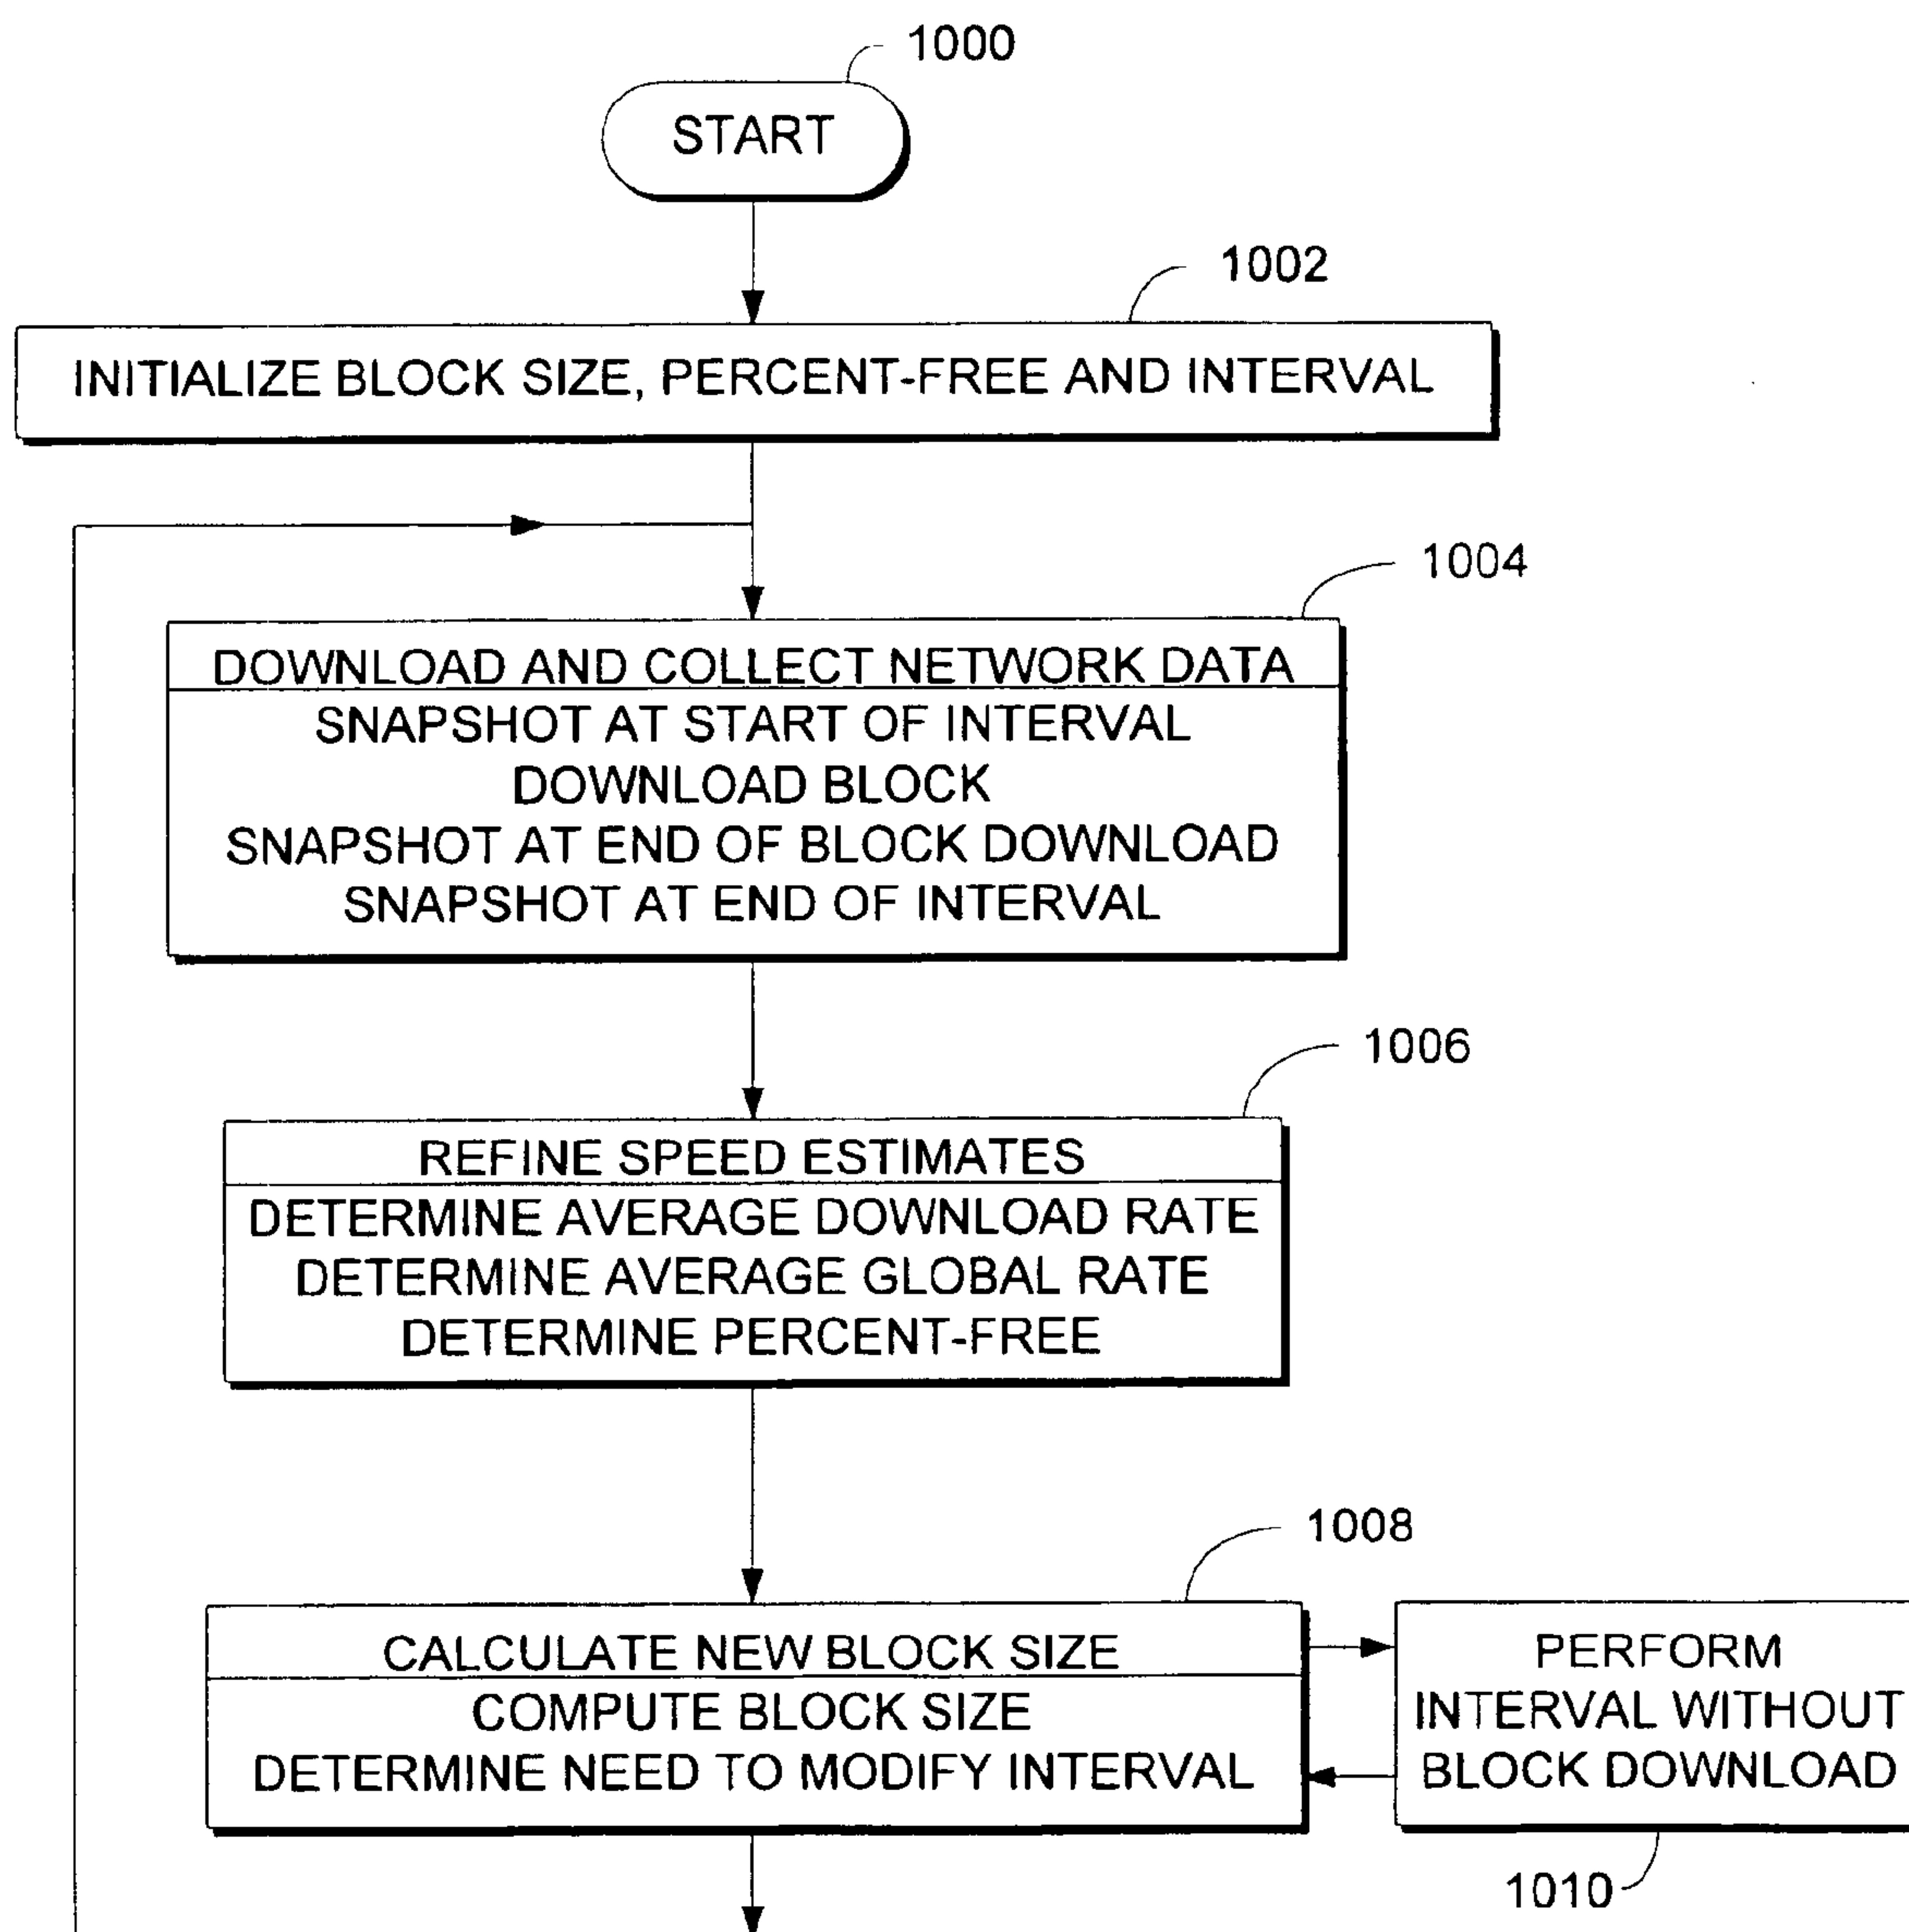 1000
START
1002
INITIALIZE BLOCK SIZE, PERCENT-FREE AND INTERVAL
1004
DOWNLOAD AND COLLECT NETWORK DATA
SNAPSHOT AT START OF INTERVAL
DOWNLOAD BLOCK
SNAPSHOT AT END OF BLOCK DOWNLOAD
SNAPSHOT AT END OF INTERVAL
1006
REFINE SPEED ESTIMATES
DETERMINE AVERAGE DOWNLOAD RATE
DETERMINE AVERAGE GLOBAL RATE
DETERMINE PERCENT-FREE
1008
CALCULATE NEW BLOCK SIZE
COMPUTE BLOCK SIZE
DETERMINE NEED TO MODIFY INTERVAL
PERFORM
INTERVAL WITHOUT
BLOCK DOWNLOAD
1010